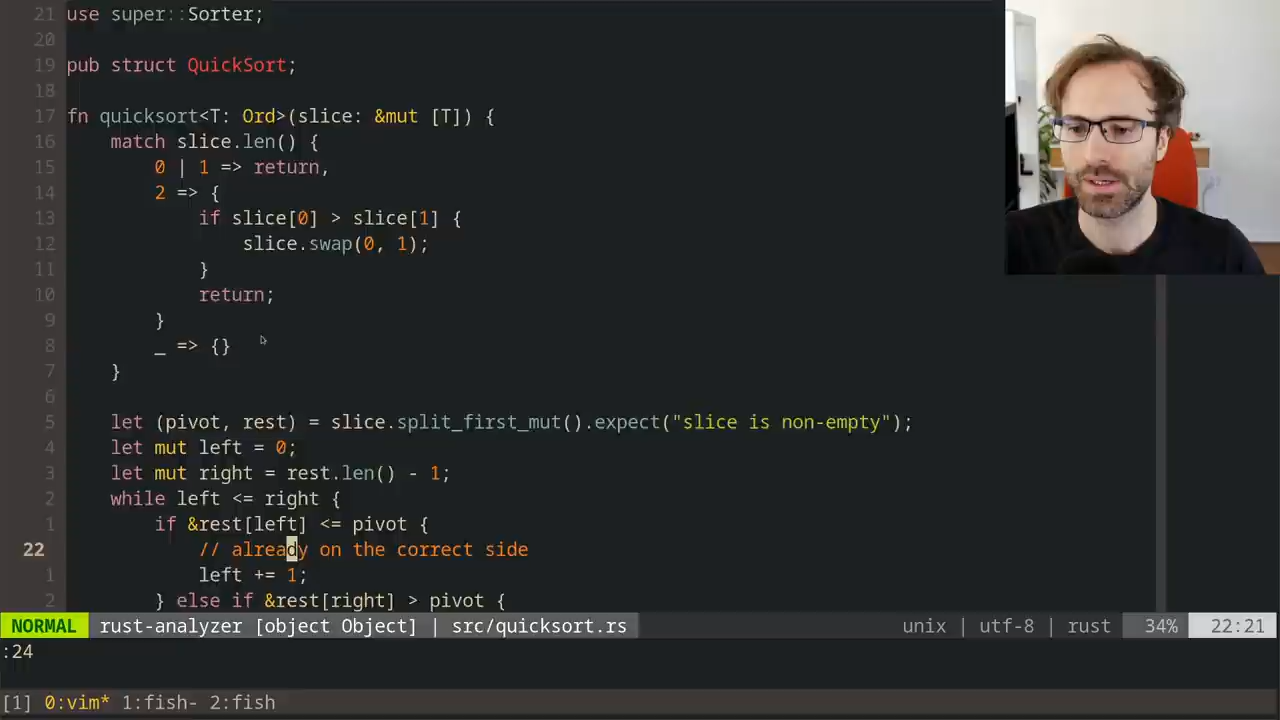 21 use super::Sorter;
20
19 pub struct QuickSort;
18
17 fn quicksort<T: Ord>(slice: &mut [T]) {
16     match slice.len() {
15         0 | 1 => return,
14         2 => {
13             if slice[0] > slice[1] {
12                 slice.swap(0, 1);
11             }
10             return;
9         }
8         _ => {}
7     }
6
5     let (pivot, rest) = slice.split_first_mut().expect("slice is non-empty");
4     let mut left = 0;
3     let mut right = rest.len() - 1;
2     while left <= right {
1         if &rest[left] <= pivot {
22             // already on the correct side
1             left += 1;
2         } else if &rest[right] > pivot {
NORMAL rust-analyzer [object Object] | src/quicksort.rs unix | utf-8 | rust 34% 22:21
:24
[1] 0:vim* 1:fish- 2:fish